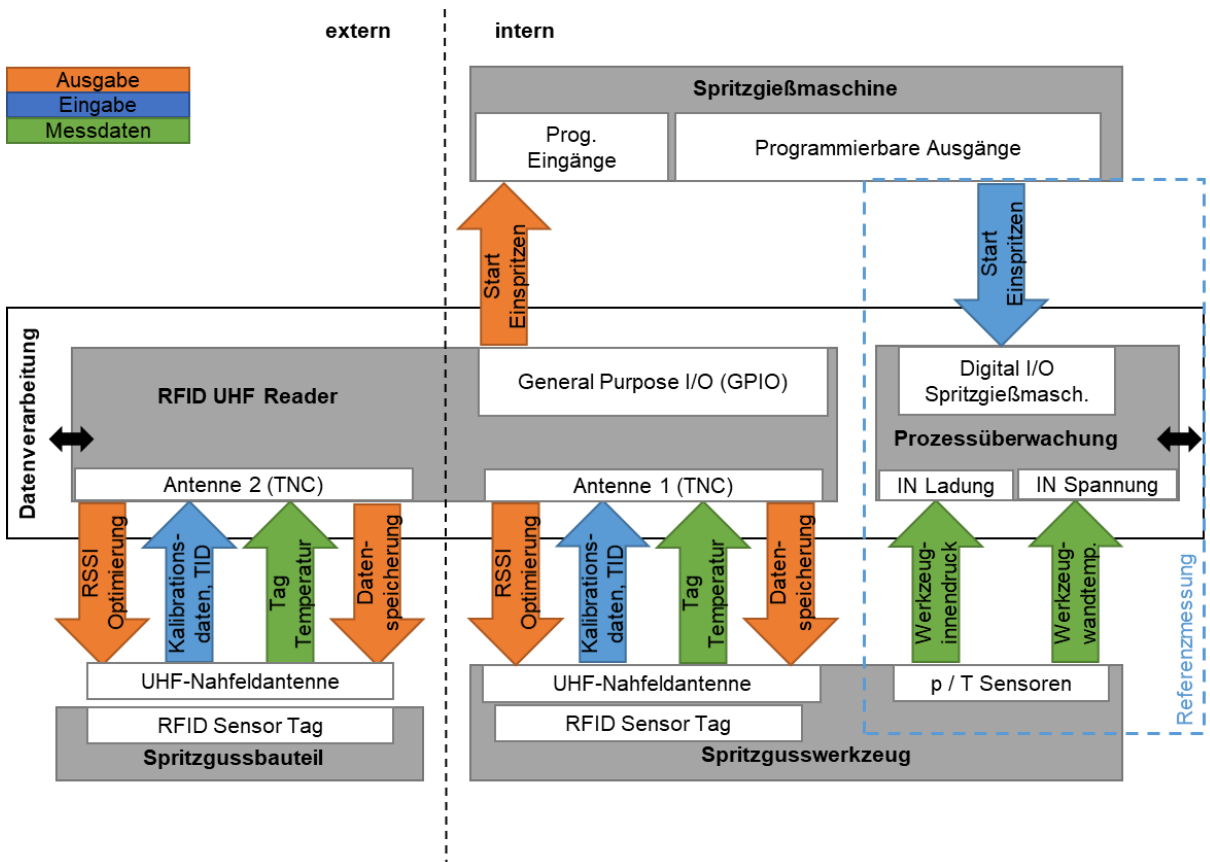 extern
intern
Ausgabe
Eingabe
Messdaten
Spritzgießmaschine
Prog.
Eingänge
Programmierbare Ausgänge
Start
Einspritzen
Start
Einspritzen
Datenverarbeitung
RFID UHF Reader
General Purpose I/O (GPIO)
Digital I/O
Spritzgießmasch.
Prozessüberwachung
Antenne 2 (TNC)
Antenne 1 (TNC)
IN Ladung
IN Spannung
RSSI
Optimierung
Kalibrations-
daten, TID
Tag
Temperatur
Daten-
speicherung
RSSI
Optimierung
Kalibrations-
daten, TID
Tag
Temperatur
Daten-
speicherung
Werkzeug-
innendruck
Werkzeug-
wandtemp.
Referenzmessung
UHF-Nahfeldantenne
RFID Sensor Tag
Spritzgussbauteil
UHF-Nahfeldantenne
RFID Sensor Tag
p / T Sensoren
Spritzgusswerkzeug